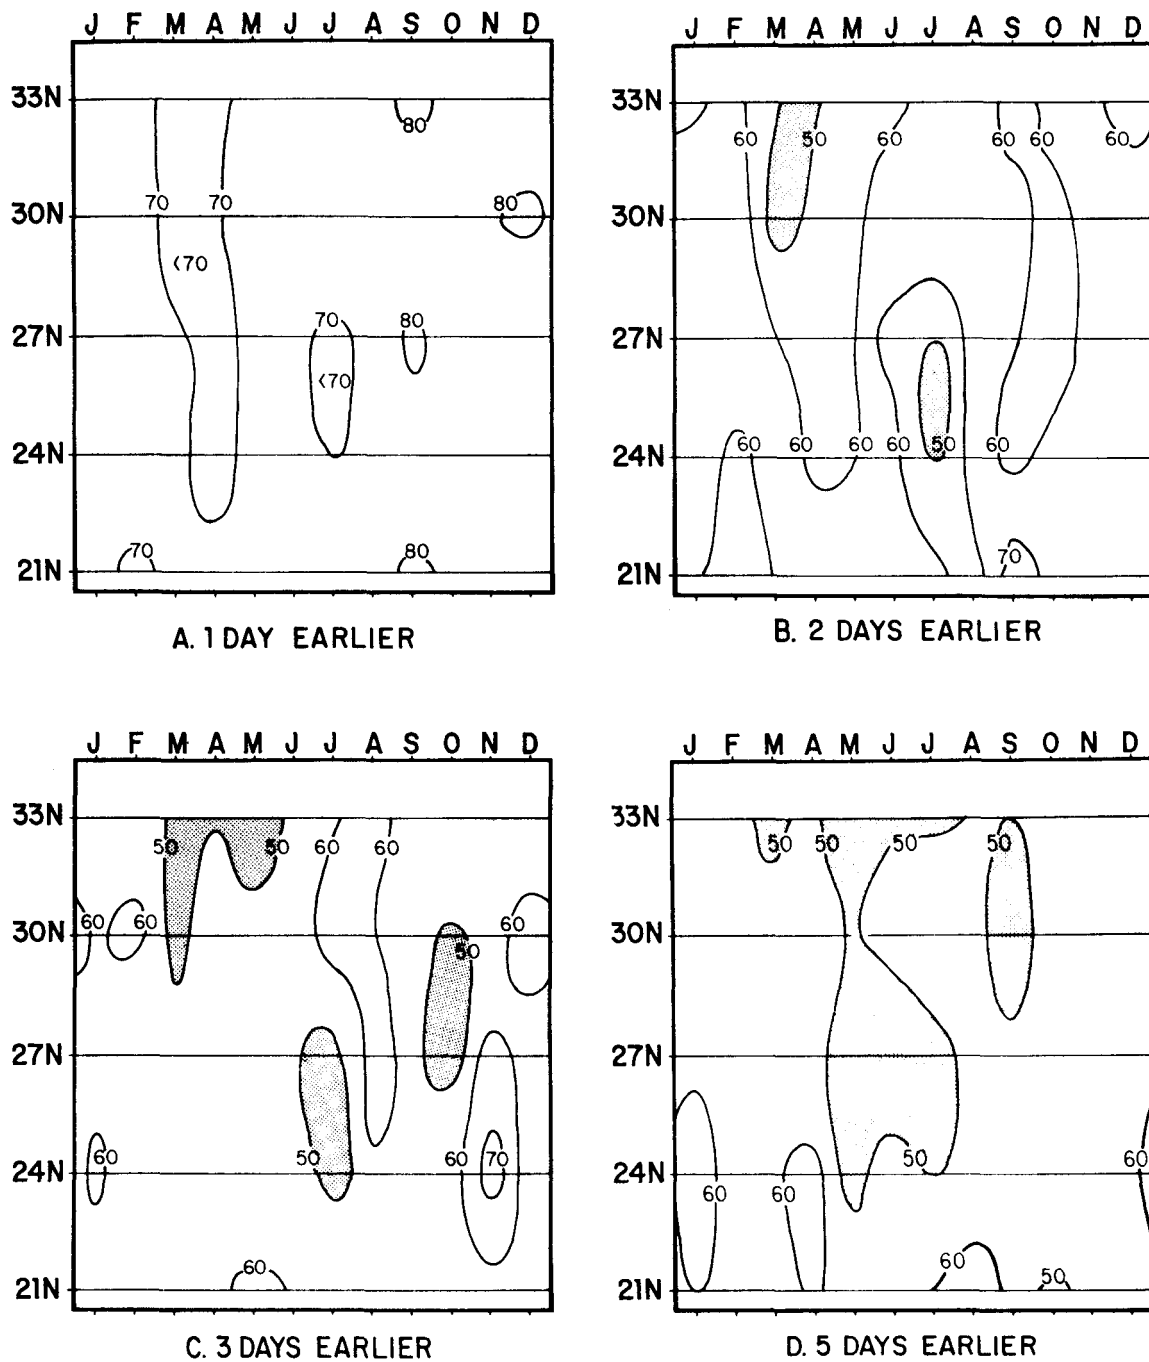 J F M A M J J A S O N D
33N
80
70 70
30N
80
<70
27N
70
80
<70
24N
70
80
21N
A. 1 DAY EARLIER
J F M A M J J A S O N D
33N
60 50 60 60 60 60
30N
27N
60 60 60 60 50 60
24N
70
21N
B. 2 DAYS EARLIER
J F M A M J J A S O N D
33N
50 50 60 60
60 60 60
30N
50
27N
60 50 60 70
24N
60
21N
C. 3 DAYS EARLIER
J F M A M J J A S O N D
33N
50 50 50 50
30N
27N
50 60
24N
60 60
60 50
21N
D. 5 DAYS EARLIER